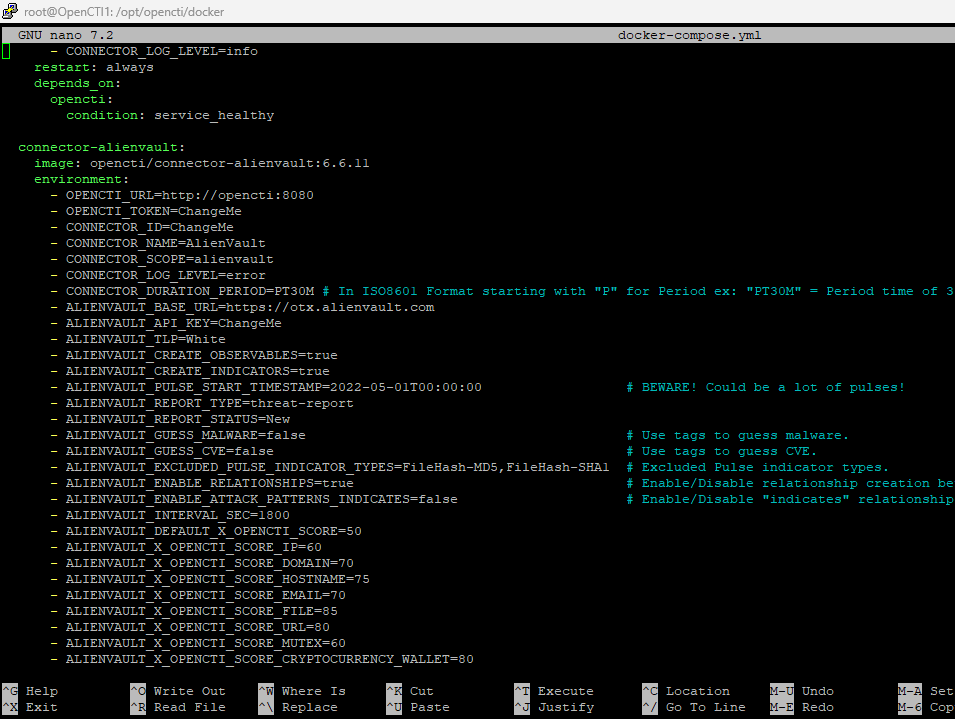 root@OpenCTI1: /opt/opencti/docker
GNU nano 7.2 docker-compose.yml
- CONNECTOR_LOG_LEVEL=info
restart: always
depends_on:
opencti:
condition: service_healthy
connector-alienvault:
image: opencti/connector-alienvault:6.6.11
environment:
- OPENCTI_URL=http://opencti:8080
- OPENCTI_TOKEN=ChangeMe
- CONNECTOR_ID=ChangeMe
- CONNECTOR_NAME=AlienVault
- CONNECTOR_SCOPE=alienvault
- CONNECTOR_LOG_LEVEL=error
- CONNECTOR_DURATION_PERIOD=PT30M # In ISO8601 Format starting with "P" for Period ex: "PT30M" = Period time of 3
- ALIENVAULT_BASE_URL=https://otx.alienvault.com
- ALIENVAULT_API_KEY=ChangeMe
- ALIENVAULT_TLP=White
- ALIENVAULT_CREATE_OBSERVABLES=true
- ALIENVAULT_CREATE_INDICATORS=true
- ALIENVAULT_PULSE_START_TIMESTAMP=2022-05-01T00:00:00 # BEWARE! Could be a lot of pulses!
- ALIENVAULT_REPORT_TYPE=threat-report
- ALIENVAULT_REPORT_STATUS=New
- ALIENVAULT_GUESS_MALWARE=false # Use tags to guess malware.
- ALIENVAULT_GUESS_CVE=false # Use tags to guess CVE.
- ALIENVAULT_EXCLUDED_PULSE_INDICATOR_TYPES=FileHash-MD5,FileHash-SHA1 # Excluded Pulse indicator types.
- ALIENVAULT_ENABLE_RELATIONSHIPS=true # Enable/Disable relationship creation be
- ALIENVAULT_ENABLE_ATTACK_PATTERNS_INDICATES=false # Enable/Disable "indicates" relationship
- ALIENVAULT_INTERVAL_SEC=1800
- ALIENVAULT_DEFAULT_X_OPENCTI_SCORE=50
- ALIENVAULT_X_OPENCTI_SCORE_IP=60
- ALIENVAULT_X_OPENCTI_SCORE_DOMAIN=70
- ALIENVAULT_X_OPENCTI_SCORE_HOSTNAME=75
- ALIENVAULT_X_OPENCTI_SCORE_EMAIL=70
- ALIENVAULT_X_OPENCTI_SCORE_FILE=85
- ALIENVAULT_X_OPENCTI_SCORE_URL=80
- ALIENVAULT_X_OPENCTI_SCORE_MUTEX=60
- ALIENVAULT_X_OPENCTI_SCORE_CRYPTOCURRENCY_WALLET=80
^G Help ^O Write Out ^W Where Is ^K Cut ^T Execute ^C Location M-U Undo M-A Set
^X Exit ^R Read File ^\ Replace ^U Paste ^J Justify ^/ Go To Line M-E Redo M-6 Cop